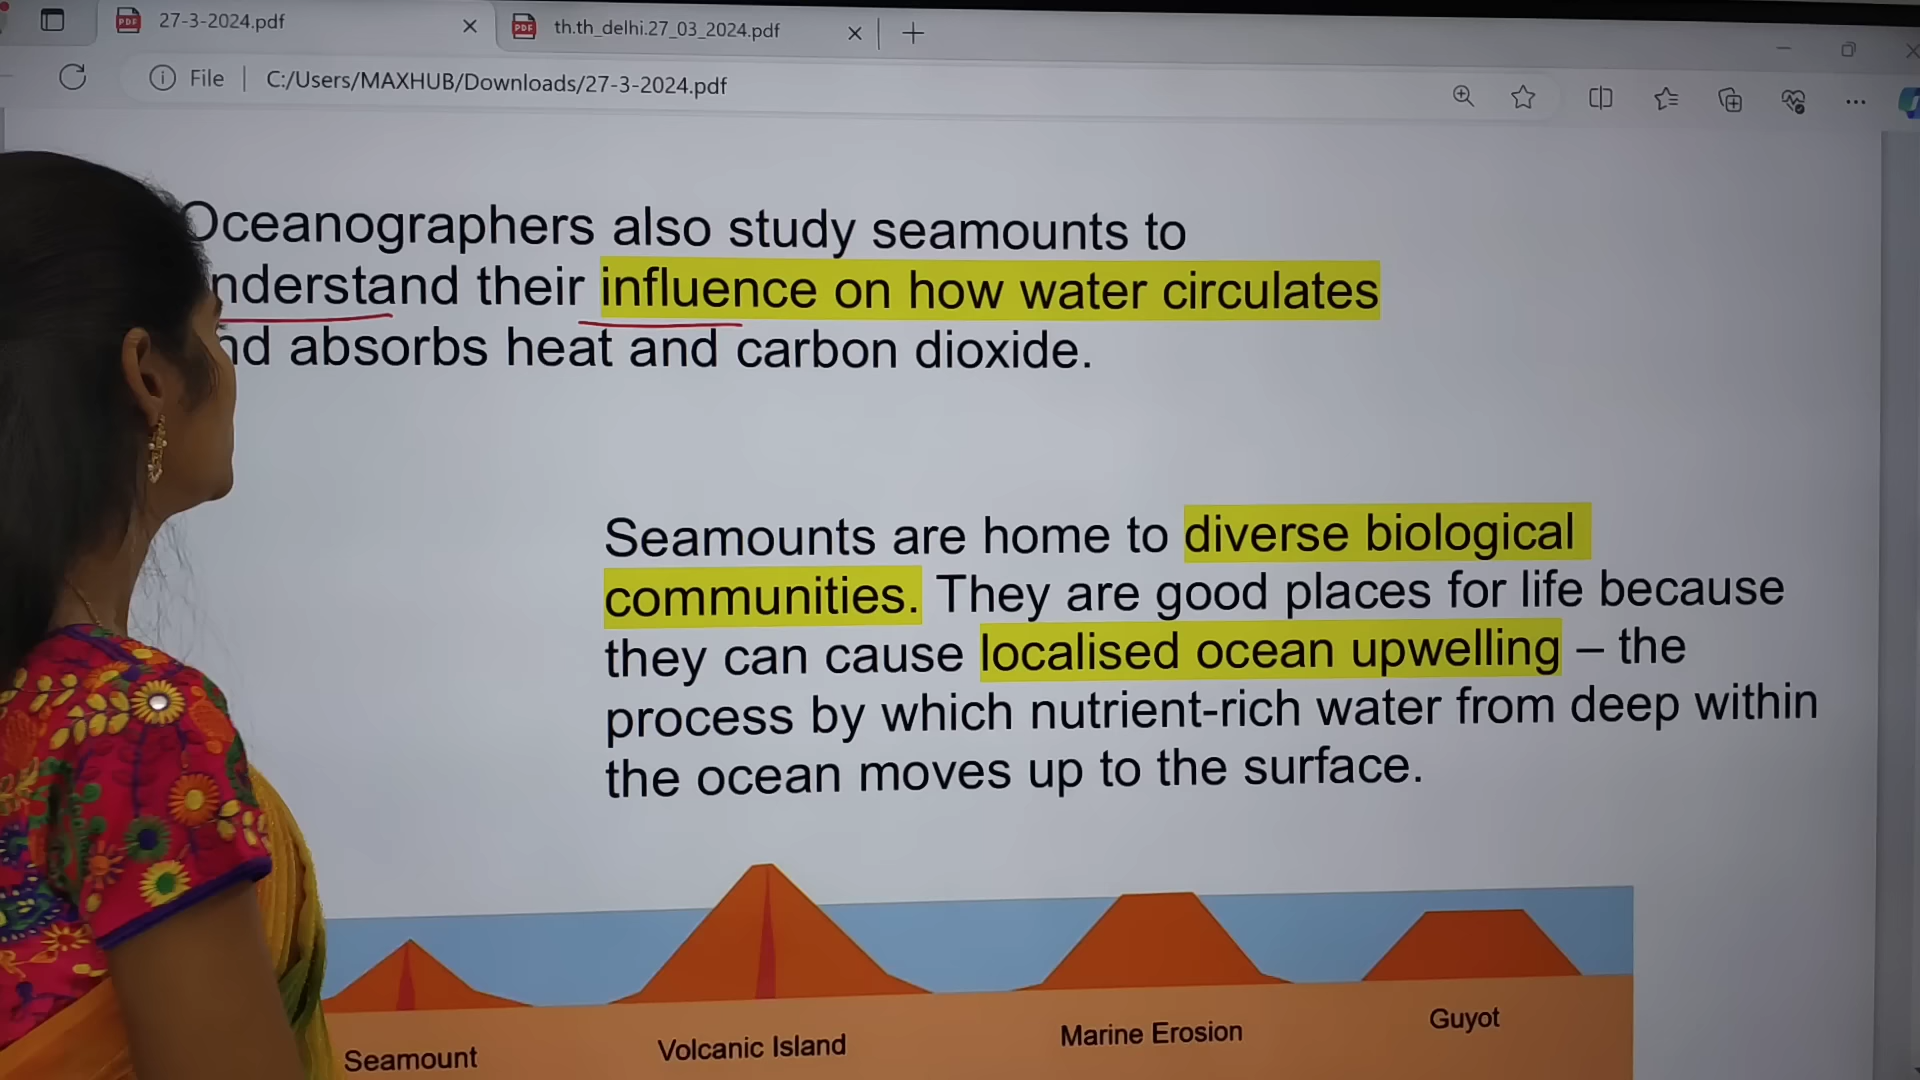 27-3-2024.pdf
th.th_delhi.27_03_2024.pdf
File | C:/Users/MAXHUB/Downloads/27-3-2024.pdf
Oceanographers also study seamounts to
nderstand their influence on how water circulates
nd absorbs heat and carbon dioxide.
Seamounts are home to diverse biological
communities. They are good places for life because
they can cause localised ocean upwelling – the
process by which nutrient-rich water from deep within
the ocean moves up to the surface.
Seamount
Volcanic Island
Marine Erosion
Guyot